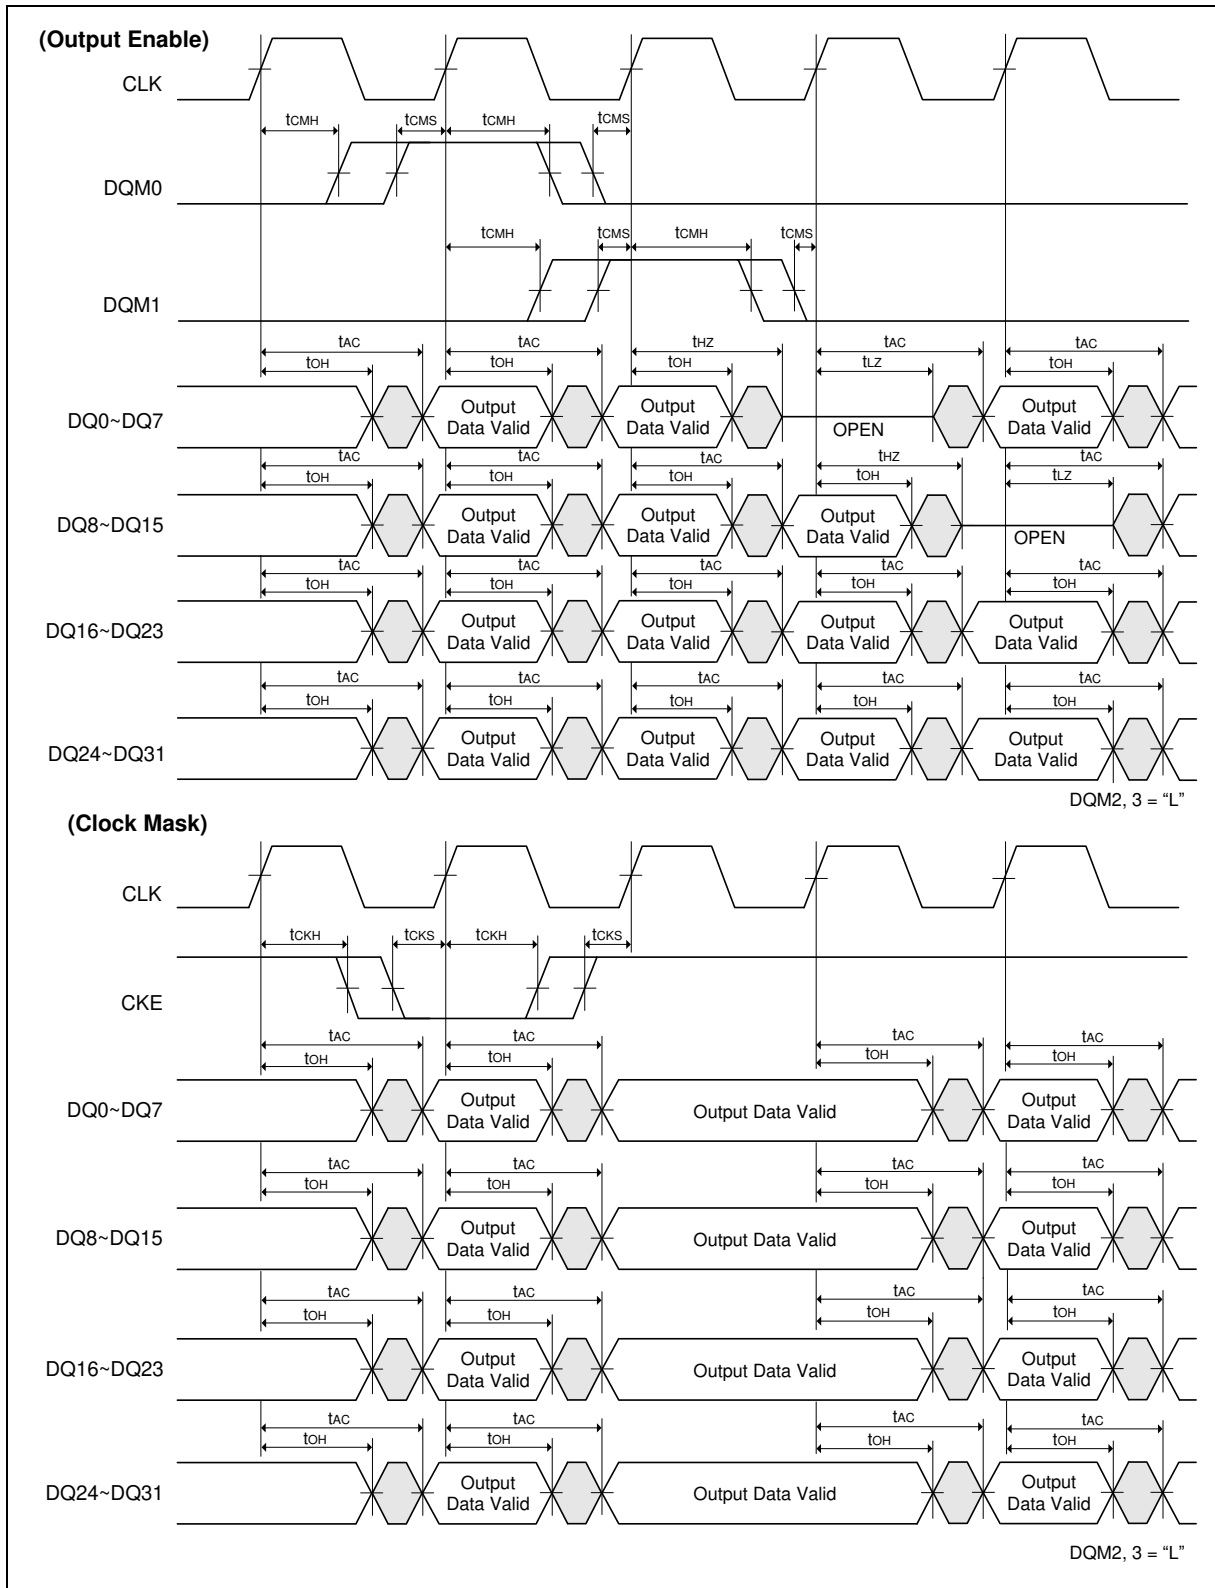 (Output Enable)
CLK
tCMH tCMS tCMH tCMS
DQM0
tCMH tCMS tCMH tCMS
DQM1
tAC tAC tHZ tAC tAC
tOH tOH tOH tLZ tOH
DQ0~DQ7
Output Data Valid
Output Data Valid
OPEN
Output Data Valid
tAC tAC tAC tHZ tAC
tOH tOH tOH tOH tLZ
DQ8~DQ15
Output Data Valid
Output Data Valid
Output Data Valid
OPEN
tAC tAC tAC tAC tAC
tOH tOH tOH tOH tOH
DQ16~DQ23
Output Data Valid
Output Data Valid
Output Data Valid
Output Data Valid
tAC tAC tAC tAC tAC
tOH tOH tOH tOH tOH
DQ24~DQ31
Output Data Valid
Output Data Valid
Output Data Valid
Output Data Valid
DQM2, 3 = “L”
(Clock Mask)
CLK
tCKH tCKS tCKH tCKS
CKE
tAC tAC tAC tAC
tOH tOH tOH tOH
DQ0~DQ7
Output Data Valid
Output Data Valid
Output Data Valid
tAC tAC tAC tAC
tOH tOH tOH tOH
DQ8~DQ15
Output Data Valid
Output Data Valid
Output Data Valid
tAC tAC tAC tAC
tOH tOH tOH tOH
DQ16~DQ23
Output Data Valid
Output Data Valid
Output Data Valid
tAC tAC tAC tAC
tOH tOH tOH tOH
DQ24~DQ31
Output Data Valid
Output Data Valid
Output Data Valid
DQM2, 3 = “L”